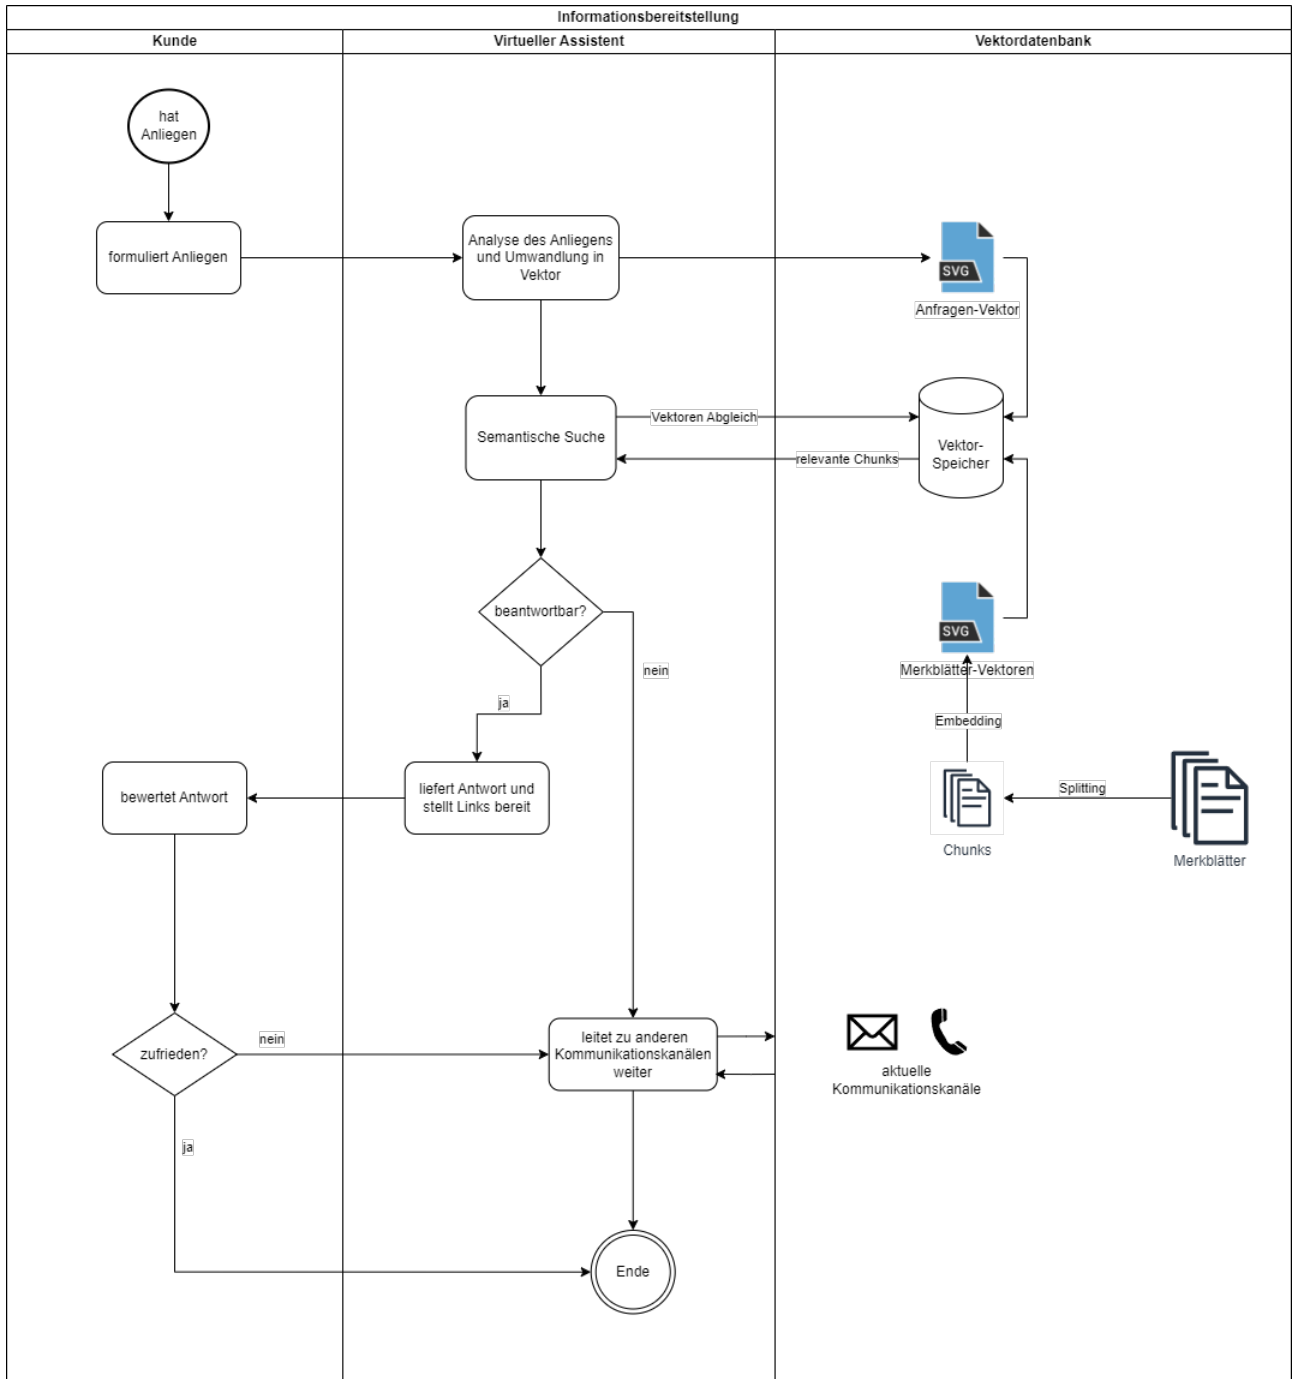 Informationsbereitstellung
Kunde
Virtueller Assistent
Vektordatenbank
hat
Anliegen
formuliert Anliegen
Analyse des Anliegens
und Umwandlung in
Vektor
SVG
Anfragen-Vektor
Semantische Suche
Vektoren Abgleich
relevante Chunks
Vektor-
Speicher
beantwortbar?
nein
ja
SVG
Merkblätter-Vektoren
Embedding
bewertet Antwort
liefert Antwort und
stellt Links bereit
Chunks
Splitting
Merkblätter
zufrieden?
nein
ja
leitet zu anderen
Kommunikationskanälen
weiter
aktuelle
Kommunikationskanäle
Ende